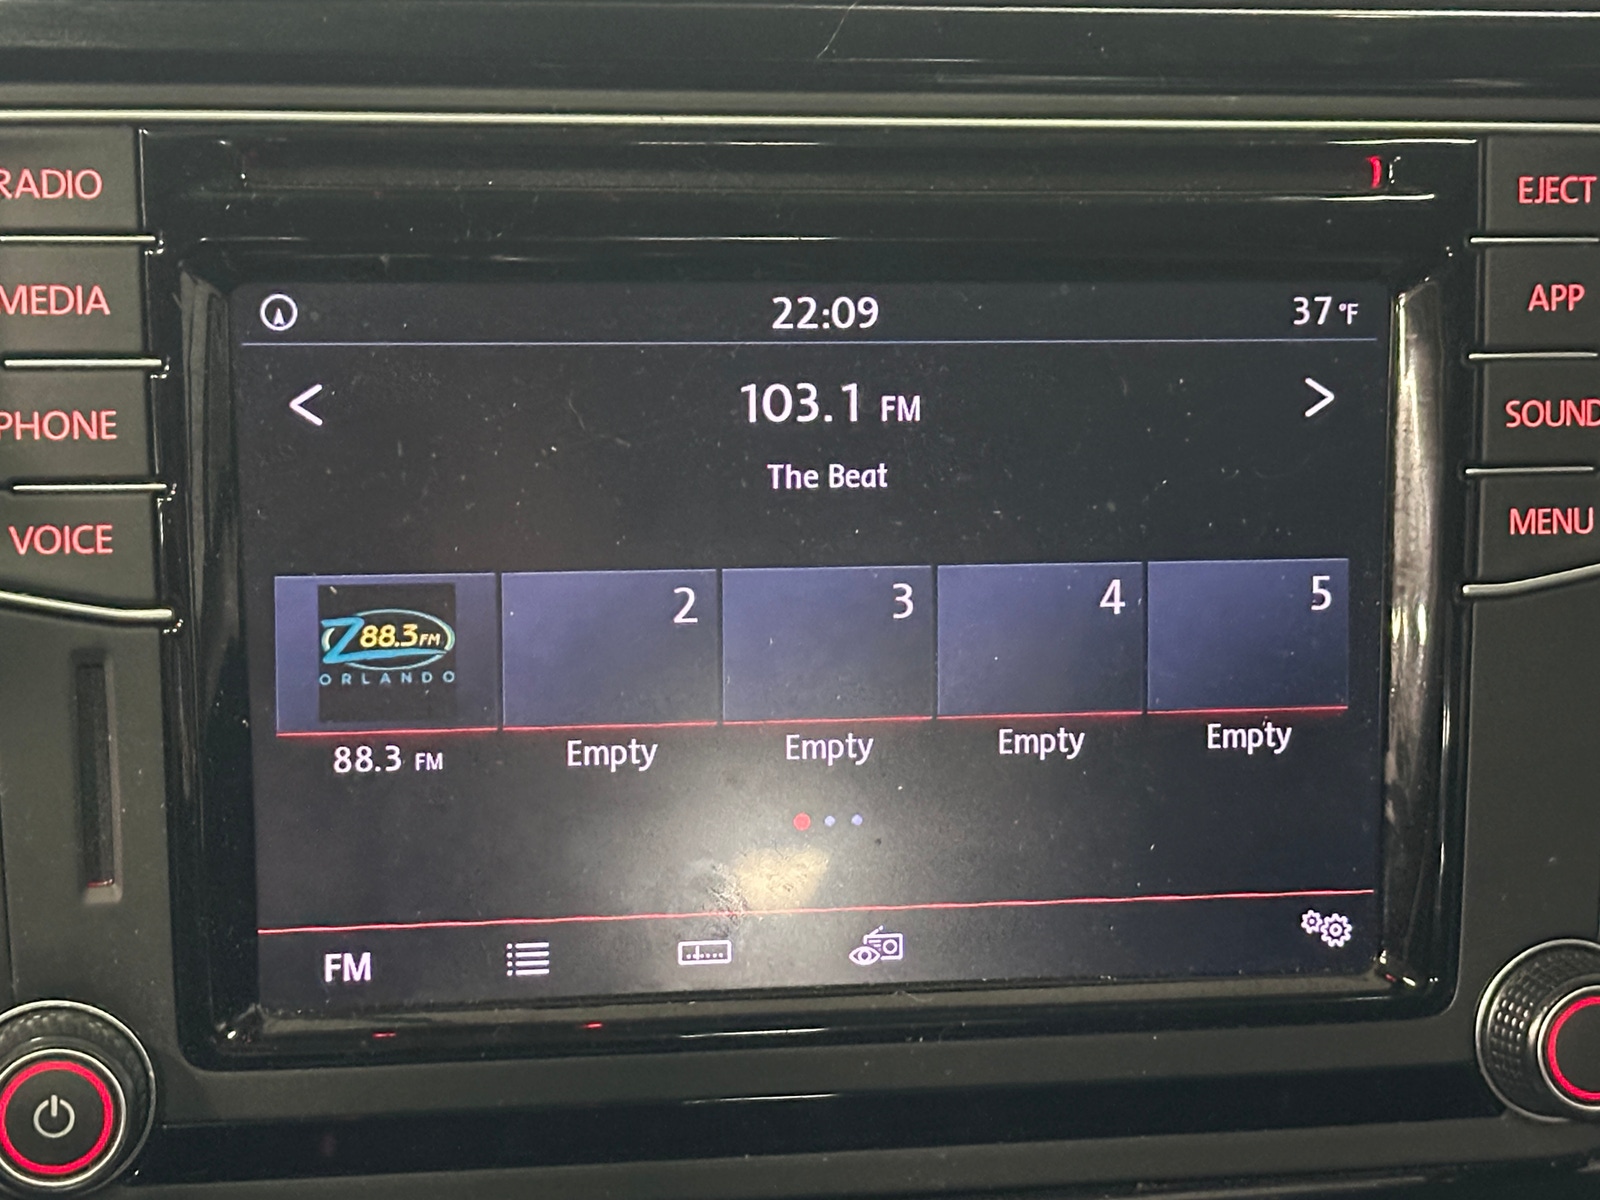 RADIO
MEDIA
PHONE
VOICE
EJECT
APP
SOUND
MENU
22:09
37 °F
<
103.1 FM
>
The Beat
Z88.3 FM
ORLANDO
2
3
4
5
88.3 FM
Empty
Empty
Empty
Empty
FM